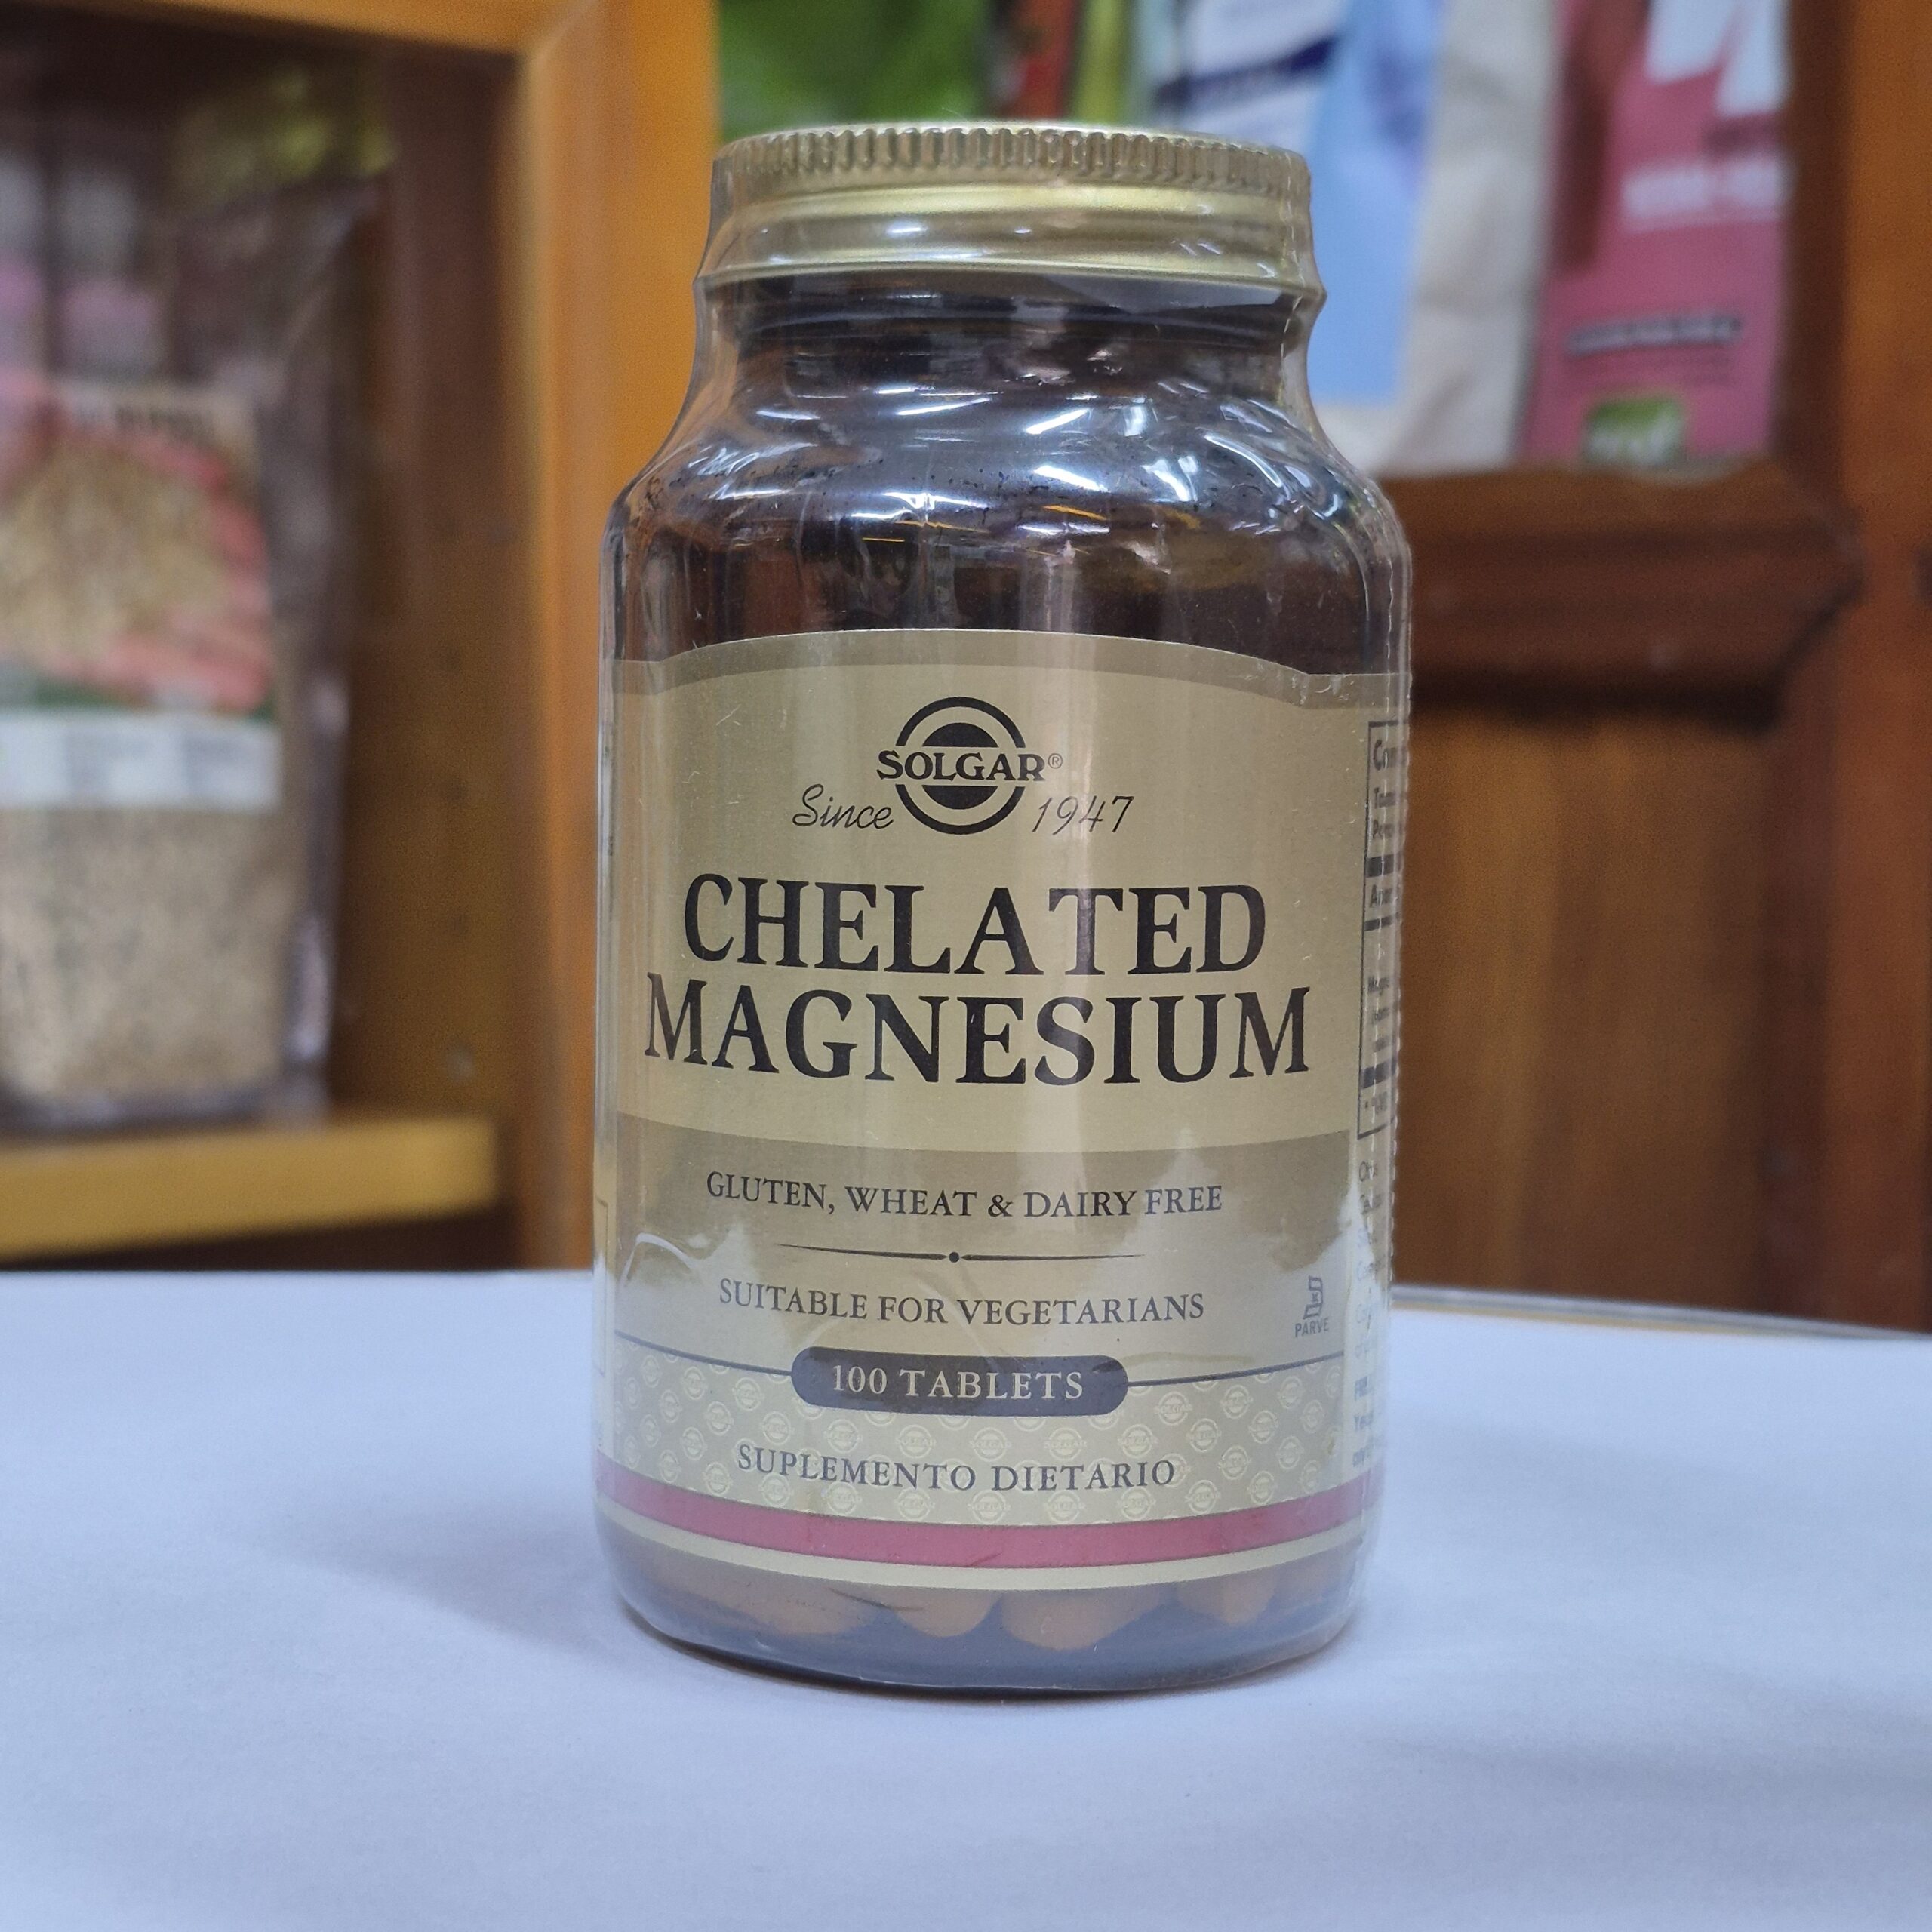 SOLGAR®
Since 1947
CHELATED
MAGNESIUM
GLUTEN, WHEAT & DAIRY FREE
SUITABLE FOR VEGETARIANS
PARVE
100 TABLETS
SUPLEMENTO DIETARIO